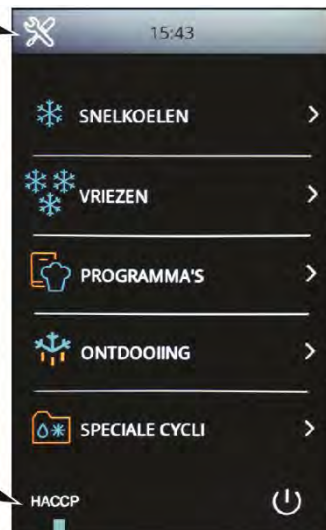 15:43
SNELKOELEN
VRIEZEN
PROGRAMMA'S
ONTDOOIING
SPECIALE CYCLI
HACCP